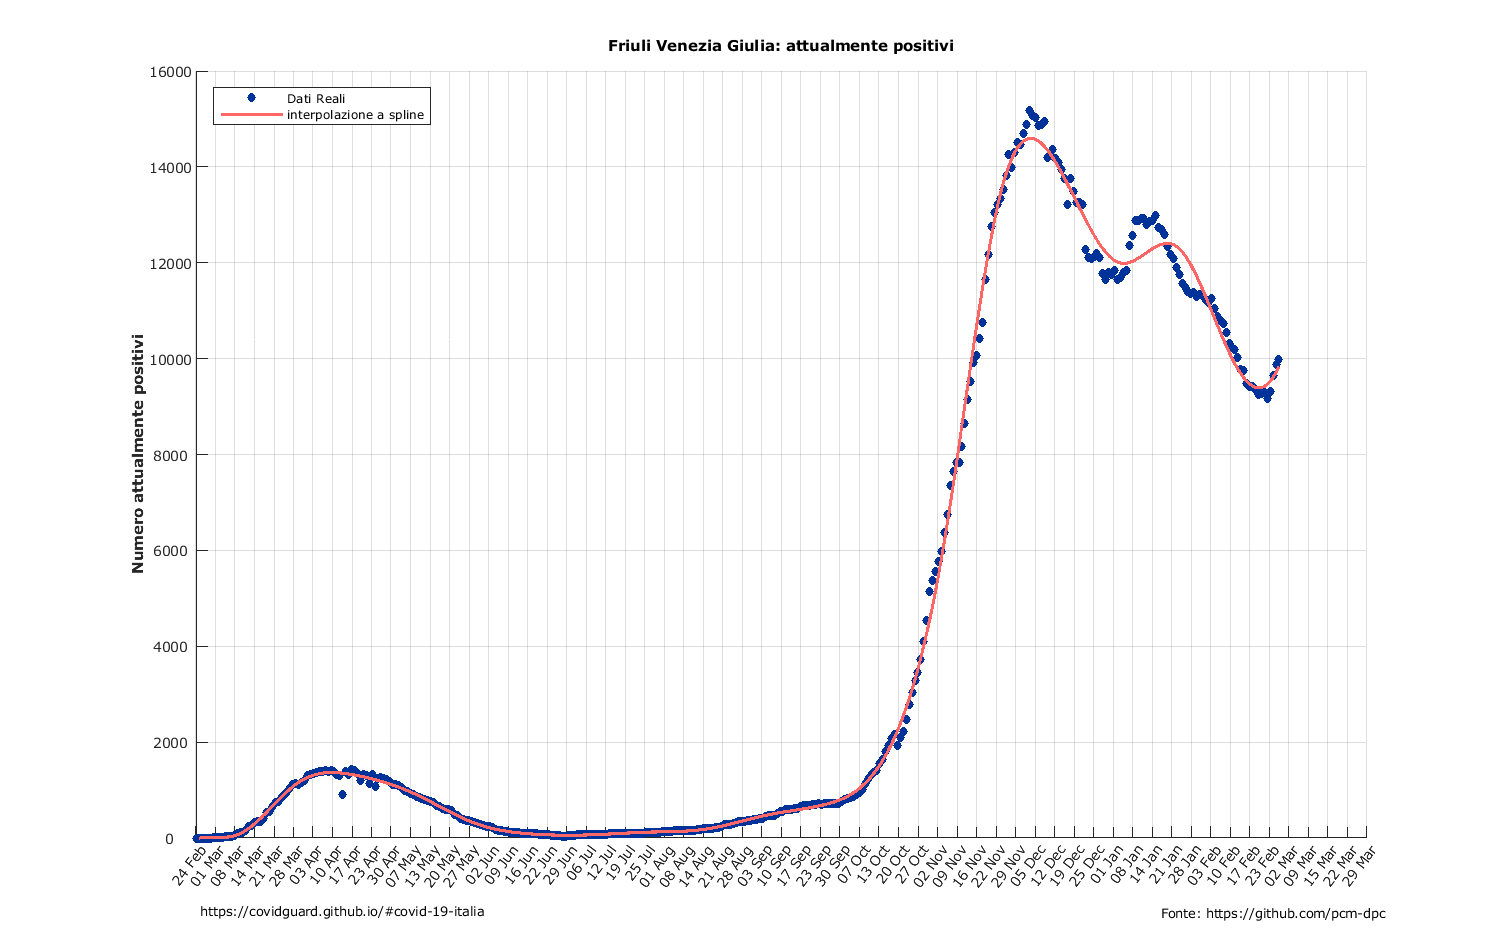 Friuli Venezia Giulia: attualmente positivi
Dati Reali
interpolazione a spline
Numero attualmente positivi
16000
14000
12000
10000
8000
6000
4000
2000
0
24 Feb
01 Mar
08 Mar
14 Mar
21 Mar
28 Mar
03 Apr
10 Apr
17 Apr
23 Apr
30 Apr
07 May
13 May
20 May
27 May
02 Jun
09 Jun
16 Jun
22 Jun
29 Jun
06 Jul
12 Jul
19 Jul
25 Jul
01 Aug
08 Aug
14 Aug
21 Aug
28 Aug
03 Sep
10 Sep
17 Sep
23 Sep
30 Sep
07 Oct
13 Oct
20 Oct
27 Oct
02 Nov
09 Nov
16 Nov
22 Nov
29 Nov
05 Dec
12 Dec
19 Dec
25 Dec
01 Jan
08 Jan
14 Jan
21 Jan
28 Jan
03 Feb
10 Feb
17 Feb
23 Feb
02 Mar
09 Mar
15 Mar
22 Mar
29 Mar
https://covidguard.github.io/#covid-19-italia
Fonte: https://github.com/pcm-dpc